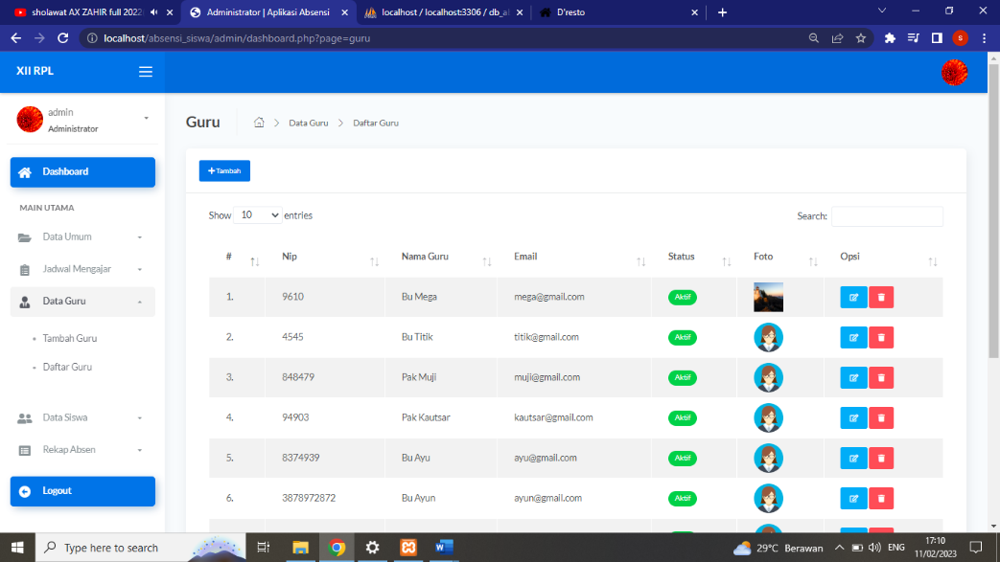 sholawat AX ZAHIR full 2022
Administrator | Aplikasi Absensi
localhost / localhost:3306 / db_a
D'resto
localhost/absensi_siswa/admin/dashboard.php?page=guru
s
XII RPL
admin
Administrator
Dashboard
MAIN UTAMA
Data Umum
Jadwal Mengajar
Data Guru
Tambah Guru
Daftar Guru
Data Siswa
Rekap Absen
Logout
Guru
Data Guru
Daftar Guru
+ Tambah
Show 10 entries
Search:
# Nip Nama Guru Email Status Foto Opsi
1. 9610 Bu Mega mega@gmail.com Aktif
2. 4545 Bu Titik titik@gmail.com Aktif
3. 848479 Pak Muji muji@gmail.com Aktif
4. 94903 Pak Kautsar kautsar@gmail.com Aktif
5. 8374939 Bu Ayu ayu@gmail.com Aktif
6. 3878972872 Bu Ayun ayun@gmail.com Aktif
Type here to search
29°C Berawan
ENG
17:10
11/02/2023